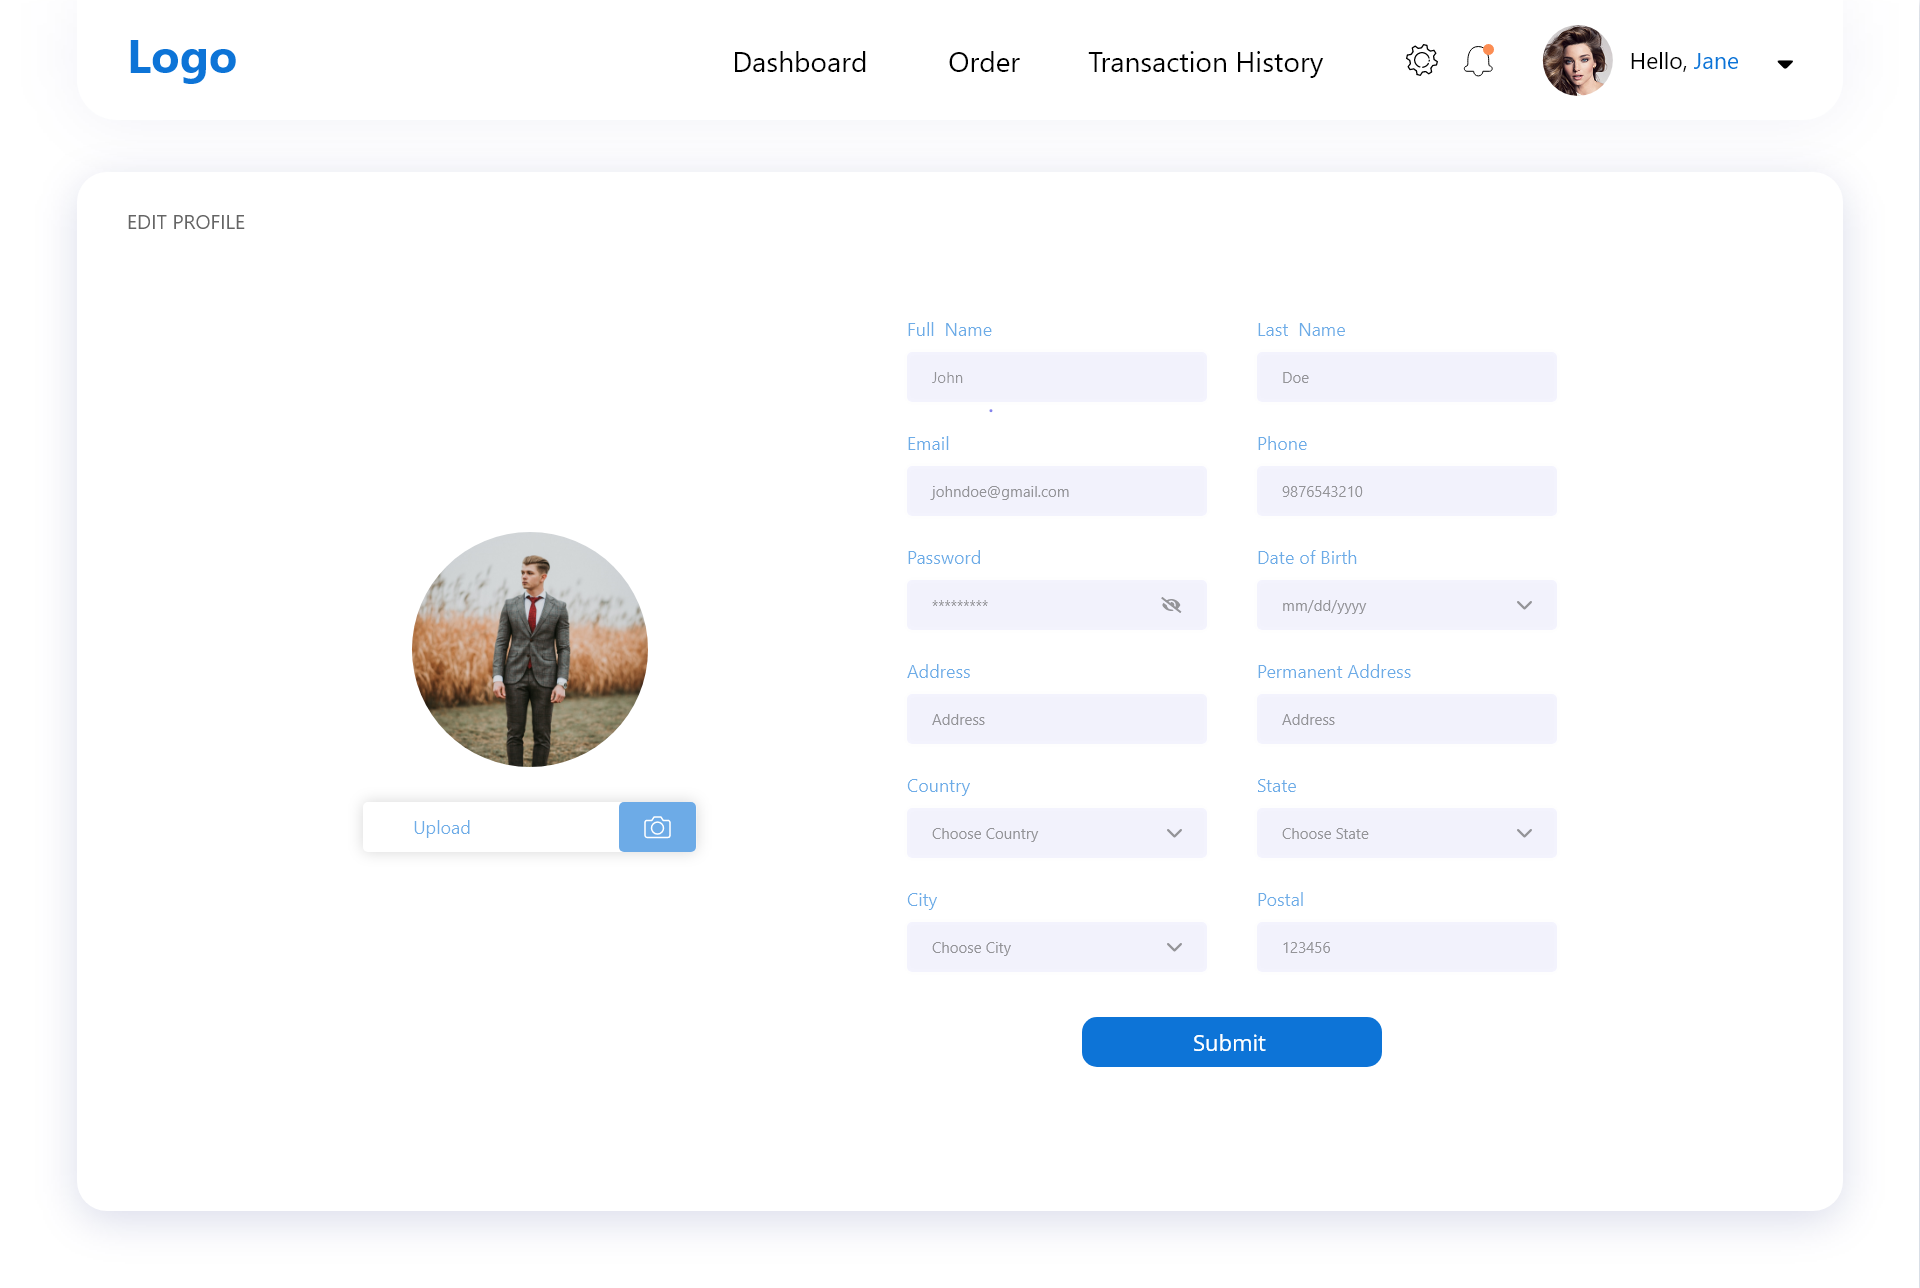 Logo
Dashboard Order Transaction History Hello, Jane
EDIT PROFILE
Full Name Last Name
John Doe
Email Phone
johndoe@gmail.com 9876543210
Password Date of Birth
********* mm/dd/yyyy
Address Permanent Address
Address Address
Country State
Choose Country Choose State
City Postal
Choose City 123456
Upload
Submit